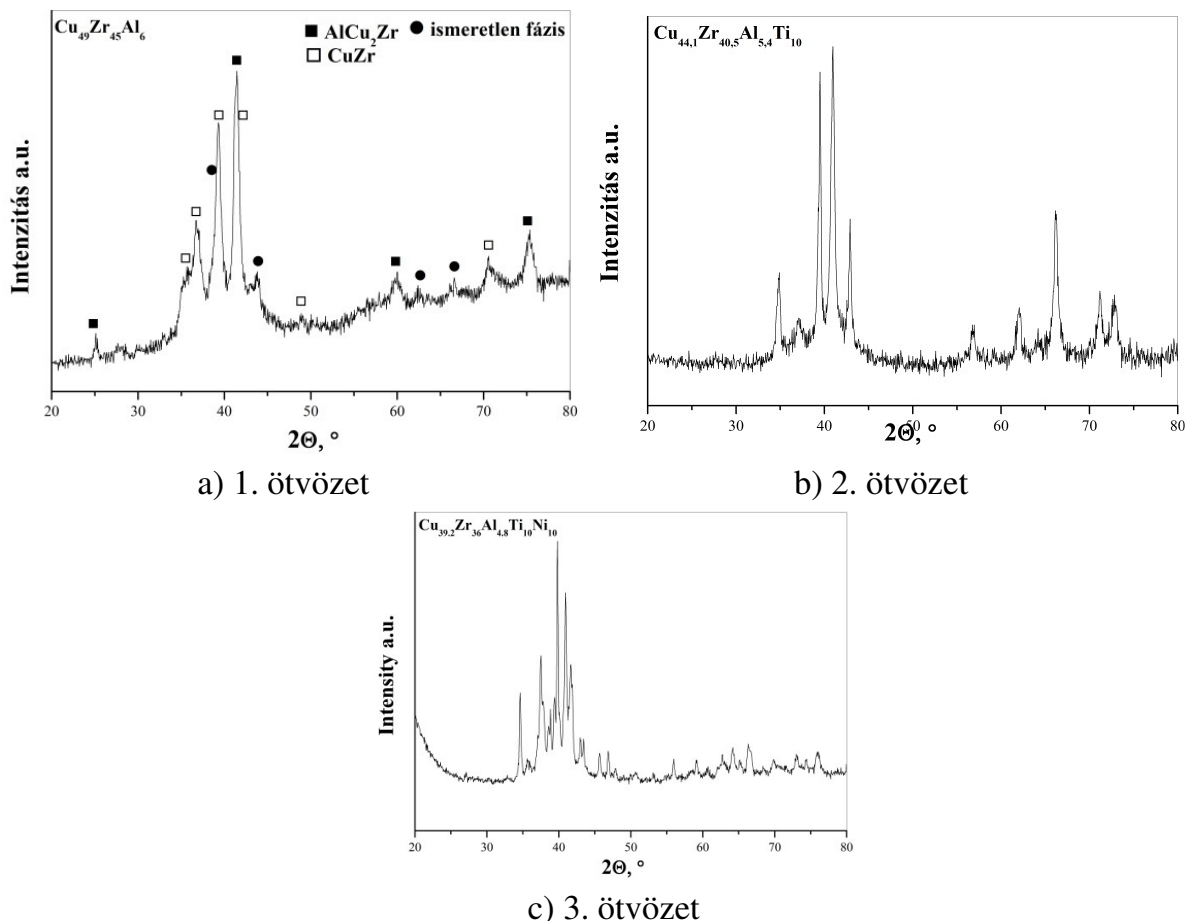 Cu₄₉Zr₄₅Al₆
■ AlCu₂Zr ● ismeretlen fázis
□ CuZr
Intenzitás a.u.
20 30 40 50 60 70 80
2Θ, °
a) 1. ötvözet
Cu₄₄,₁Zr₄₀,₅Al₅,₄Ti₁₀
Intenzitás a.u.
20 30 40 50 60 70 80
2Θ, °
b) 2. ötvözet
Cu₃₉.₂Zr₃₆Al₄.₈Ti₁₀Ni₁₀
Intensity a.u.
20 30 40 50 60 70 80
2Θ, °
c) 3. ötvözet